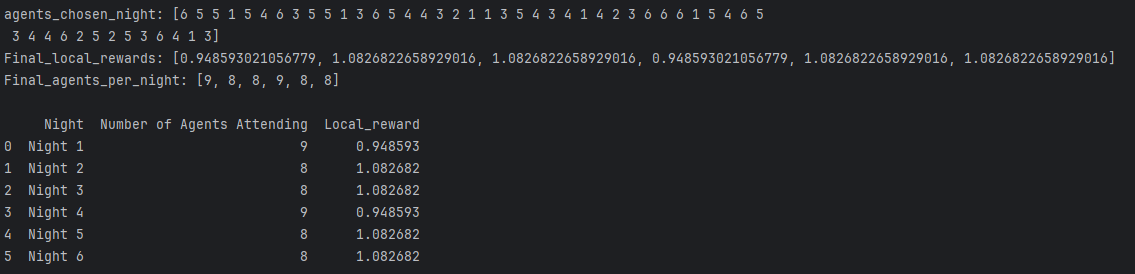 agents_chosen_night: [6 5 5 1 5 4 6 3 5 5 1 3 6 5 4 4 3 2 1 1 3 5 4 3 4 1 4 2 3 6 6 6 1 5 4 6 5
 3 4 4 6 2 5 2 5 3 6 4 1 3]
Final_local_rewards: [0.948593021056779, 1.0826822658929016, 1.0826822658929016, 0.948593021056779, 1.0826822658929016, 1.0826822658929016]
Final_agents_per_night: [9, 8, 8, 9, 8, 8]
Night Number of Agents Attending Local_reward
0 Night 1 9 0.948593
1 Night 2 8 1.082682
2 Night 3 8 1.082682
3 Night 4 9 0.948593
4 Night 5 8 1.082682
5 Night 6 8 1.082682